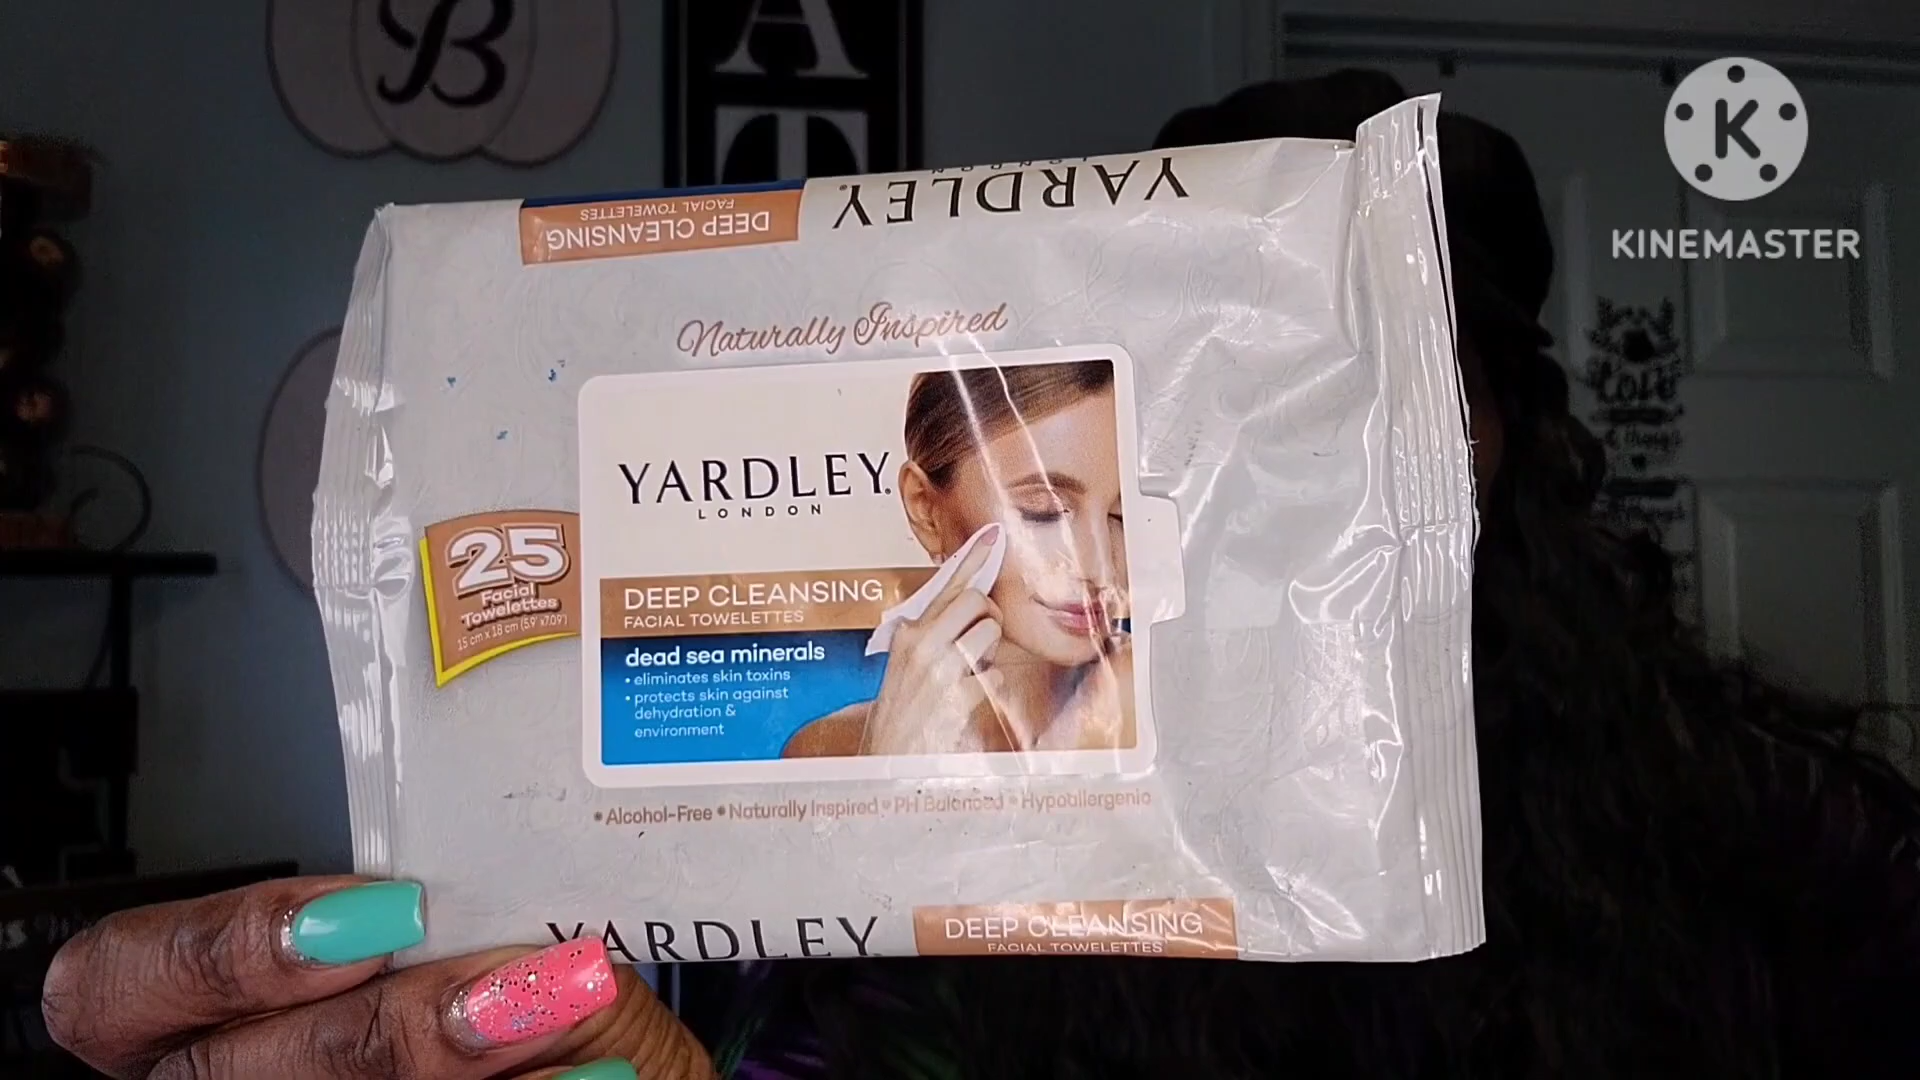 B
A
T
K
KINEMASTER
YARDLEY
LONDON
DEEP CLEANSING
FACIAL TOWELETTES
Naturally Inspired
YARDLEY
LONDON
25
Facial
Towelettes
15 cm x 18 cm (5.9" x 7.09")
DEEP CLEANSING
FACIAL TOWELETTES
dead sea minerals
• eliminates skin toxins
• protects skin against
dehydration &
environment
• Alcohol-Free • Naturally Inspired • PH Balanced • Hypoallergenic
YARDLEY
DEEP CLEANSING
FACIAL TOWELETTES
love